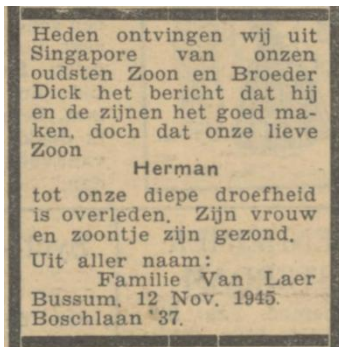 Heden ontvingen wij uit
Singapore van onzen
oudsten Zoon en Broeder
Dick het bericht dat hij
en de zijnen het goed ma-
ken, doch dat onze lieve
Zoon
Herman
tot onze diepe droefheid
is overleden. Zijn vrouw
en zoontje zijn gezond.
Uit aller naam:
Familie Van Laer
Bussum, 12 Nov. 1945.
Boschlaan 37.